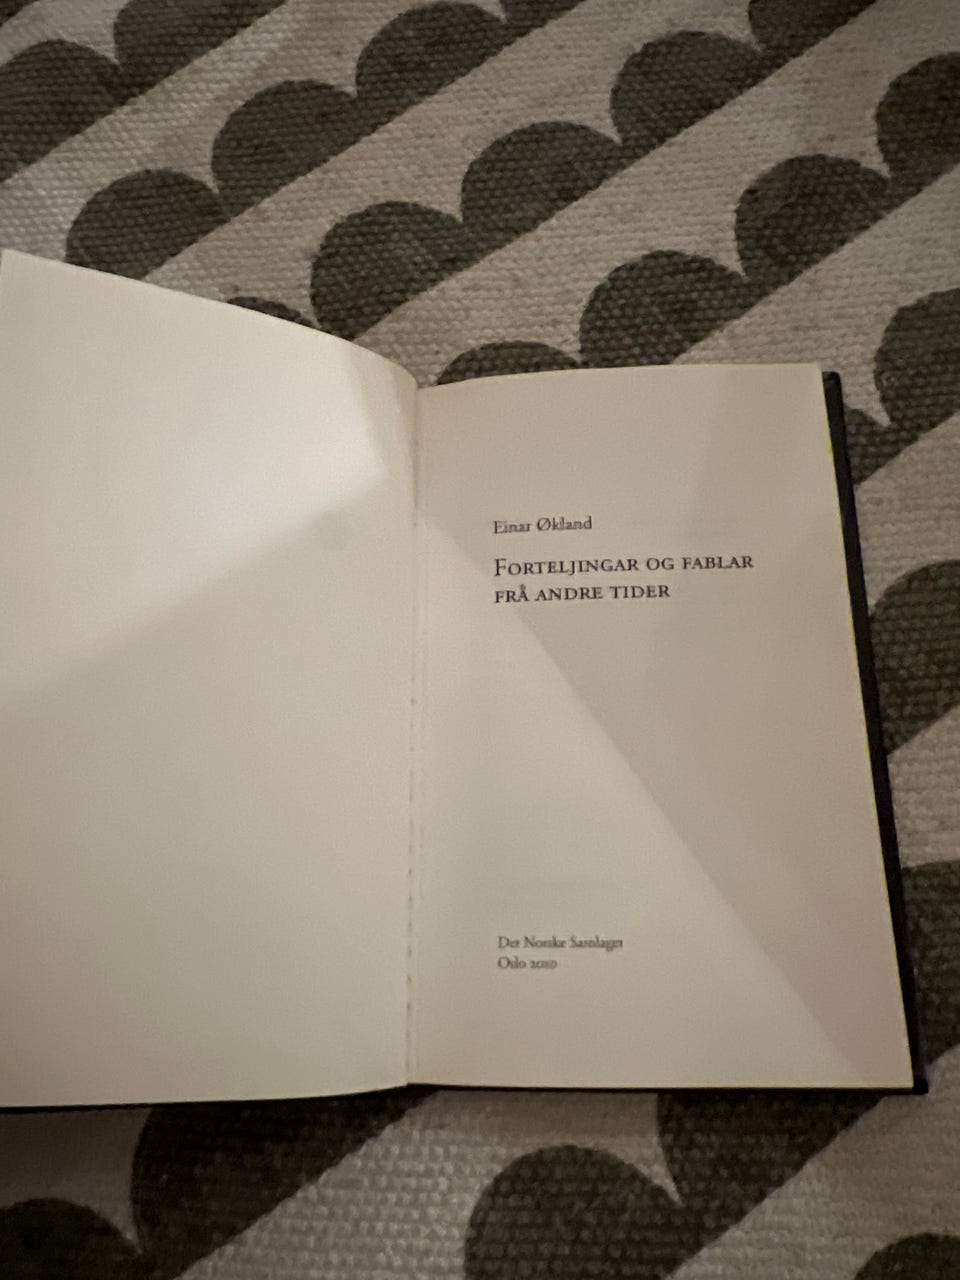 Einar Økland
FORTELJINGAR OG FABLAR
FRÅ ANDRE TIDER
Det Norske Samlaget
Oslo 2010